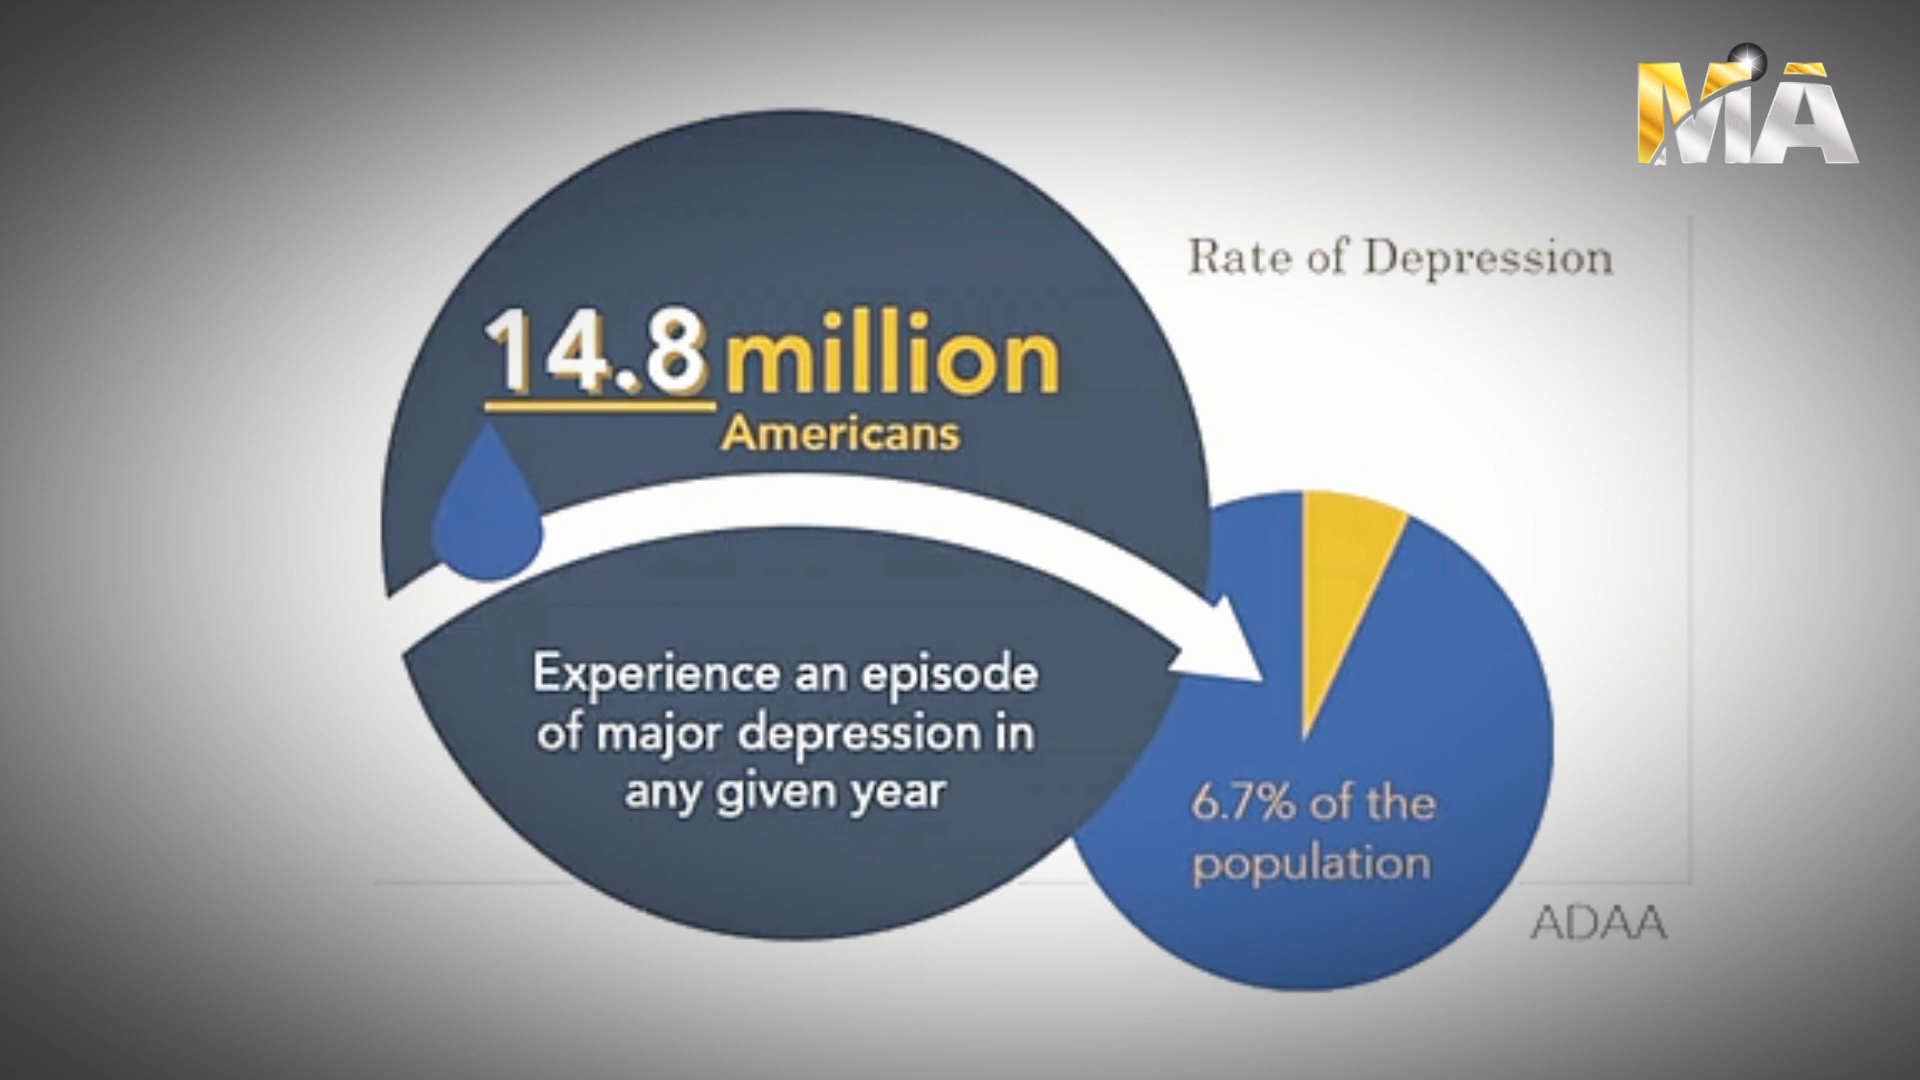 MIA
Rate of Depression
14.8 million
Americans
Experience an episode
of major depression in
any given year
6.7% of the
population
ADAA